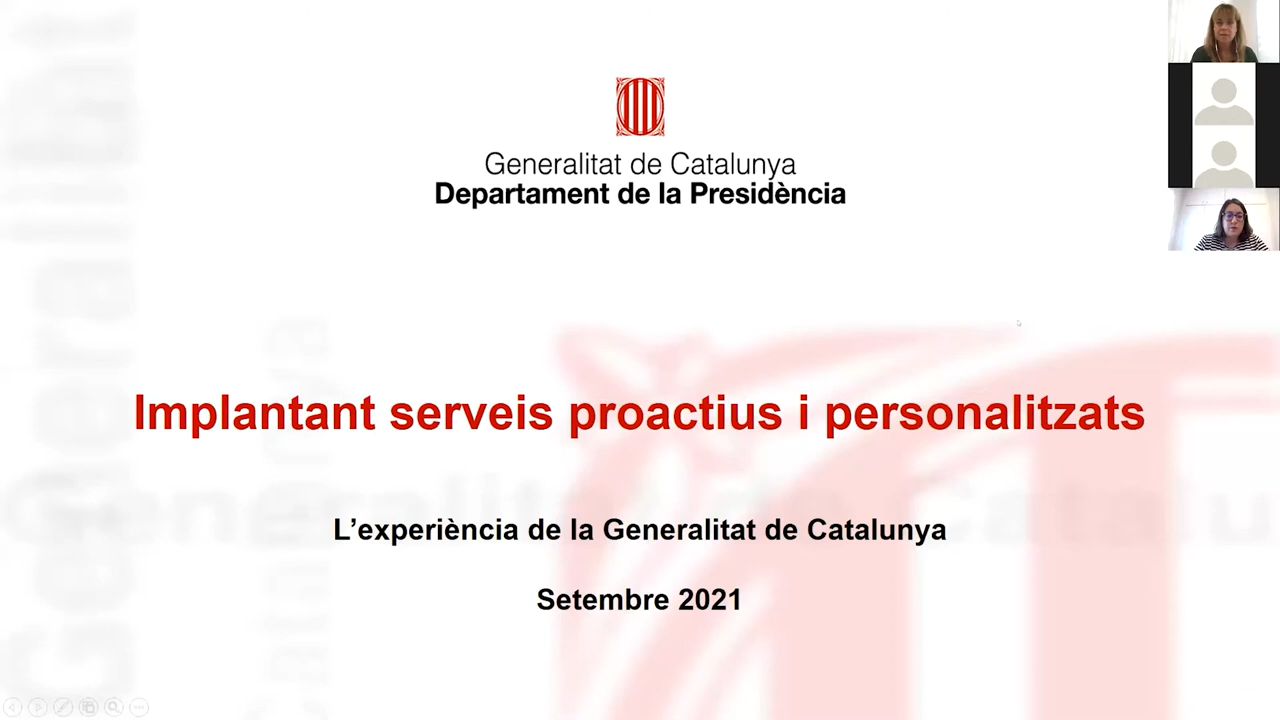 Generalitat de Catalunya
Departament de la Presidència
Implantant serveis proactius i personalitzats
L’experiència de la Generalitat de Catalunya
Setembre 2021